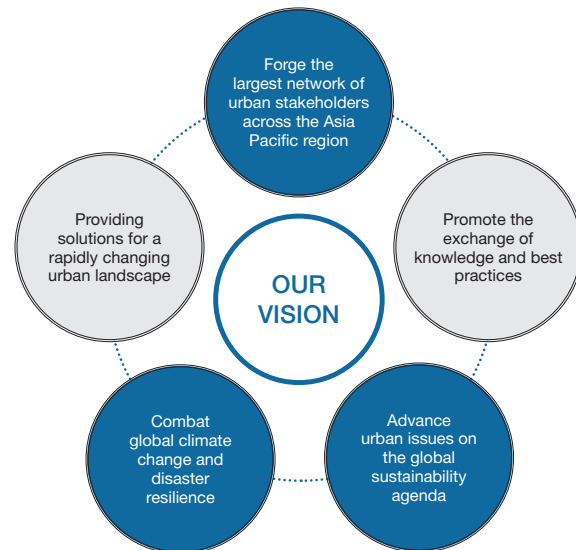 Forge the
largest network of
urban stakeholders
across the Asia
Pacific region
Promote the
exchange of
knowledge and best
practices
Advance
urban issues on
the global
sustainability
agenda
Combat
global climate
change and
disaster
resilience
Providing
solutions for a
rapidly changing
urban landscape
OUR
VISION